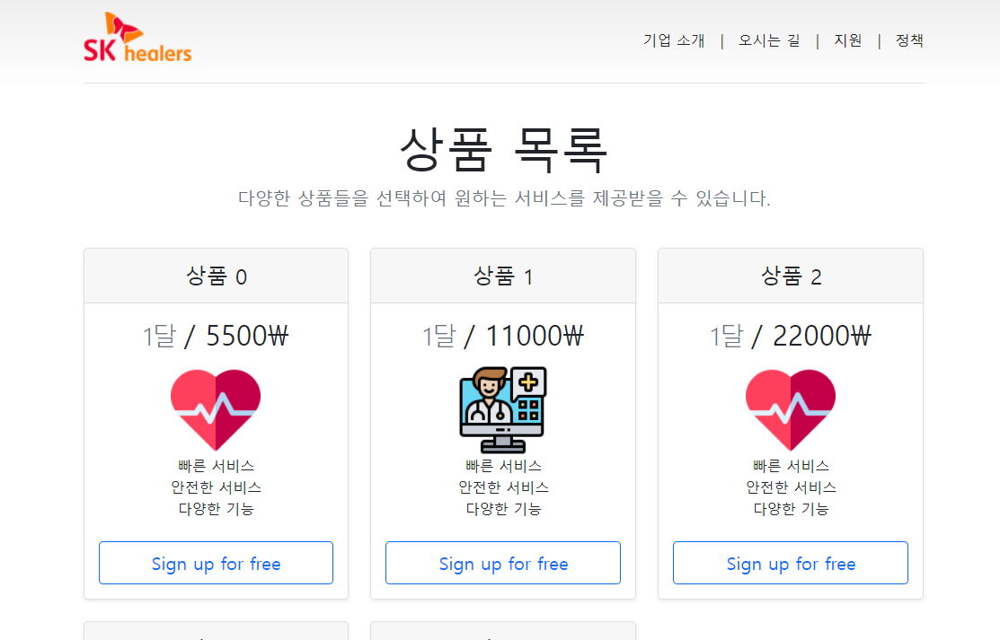 SK healers
기업 소개 | 오시는 길 | 지원 | 정책
상품 목록
다양한 상품들을 선택하여 원하는 서비스를 제공받을 수 있습니다.
상품 0
1달 / 5500₩
빠른 서비스
안전한 서비스
다양한 기능
Sign up for free
상품 1
1달 / 11000₩
빠른 서비스
안전한 서비스
다양한 기능
Sign up for free
상품 2
1달 / 22000₩
빠른 서비스
안전한 서비스
다양한 기능
Sign up for free